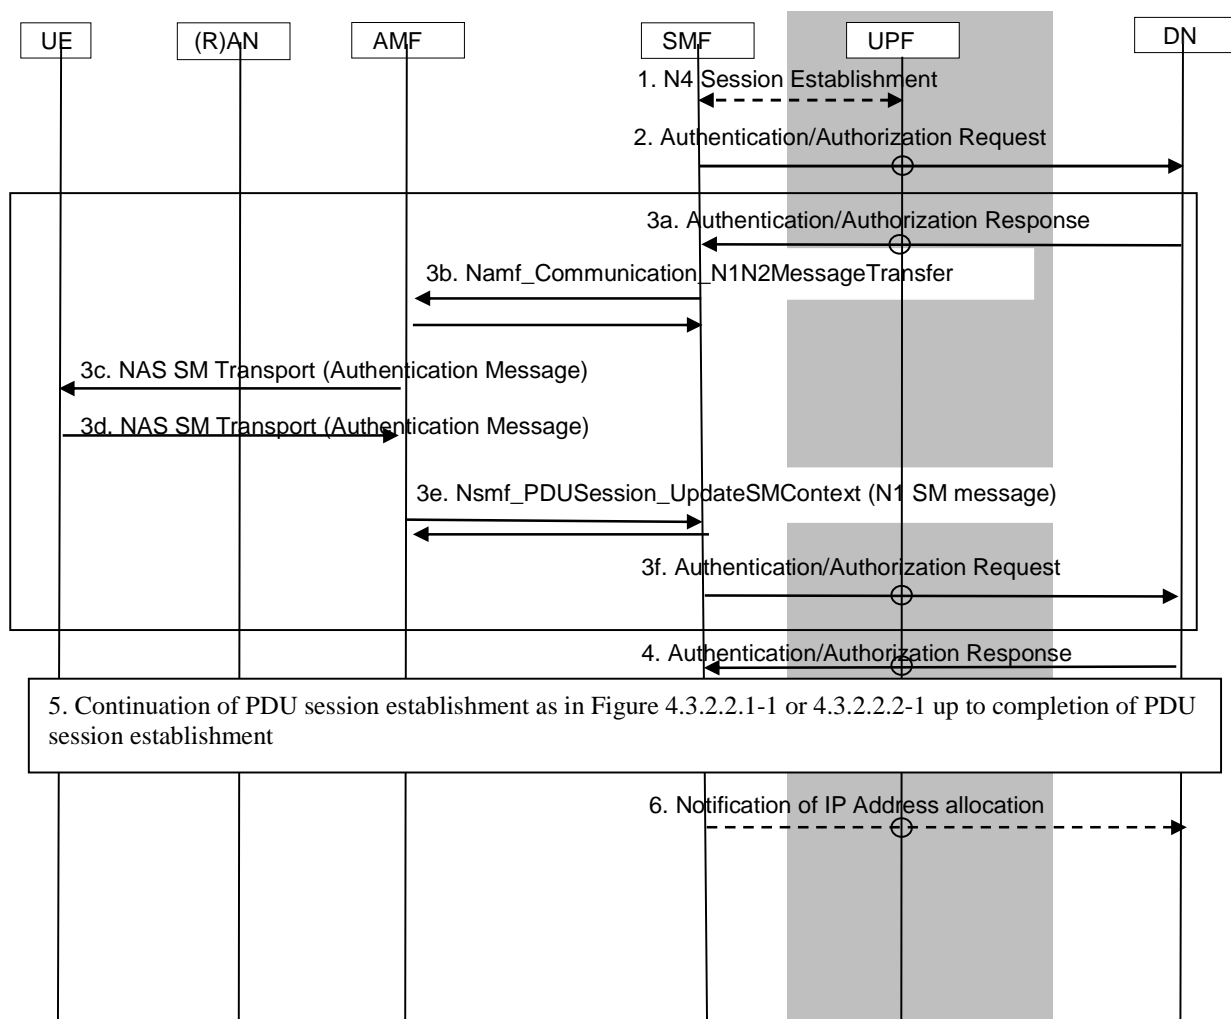 UE
(R)AN
AMF
SMF
UPF
DN
1. N4 Session Establishment
2. Authentication/Authorization Request
3a. Authentication/Authorization Response
3b. Namf_Communication_N1N2MessageTransfer
3c. NAS SM Transport (Authentication Message)
3d. NAS SM Transport (Authentication Message)
3e. Nsmf_PDUSession_UpdateSMContext (N1 SM message)
3f. Authentication/Authorization Request
4. Authentication/Authorization Response
5. Continuation of PDU session establishment as in Figure 4.3.2.2.1-1 or 4.3.2.2.2-1 up to completion of PDU
session establishment
6. Notification of IP Address allocation